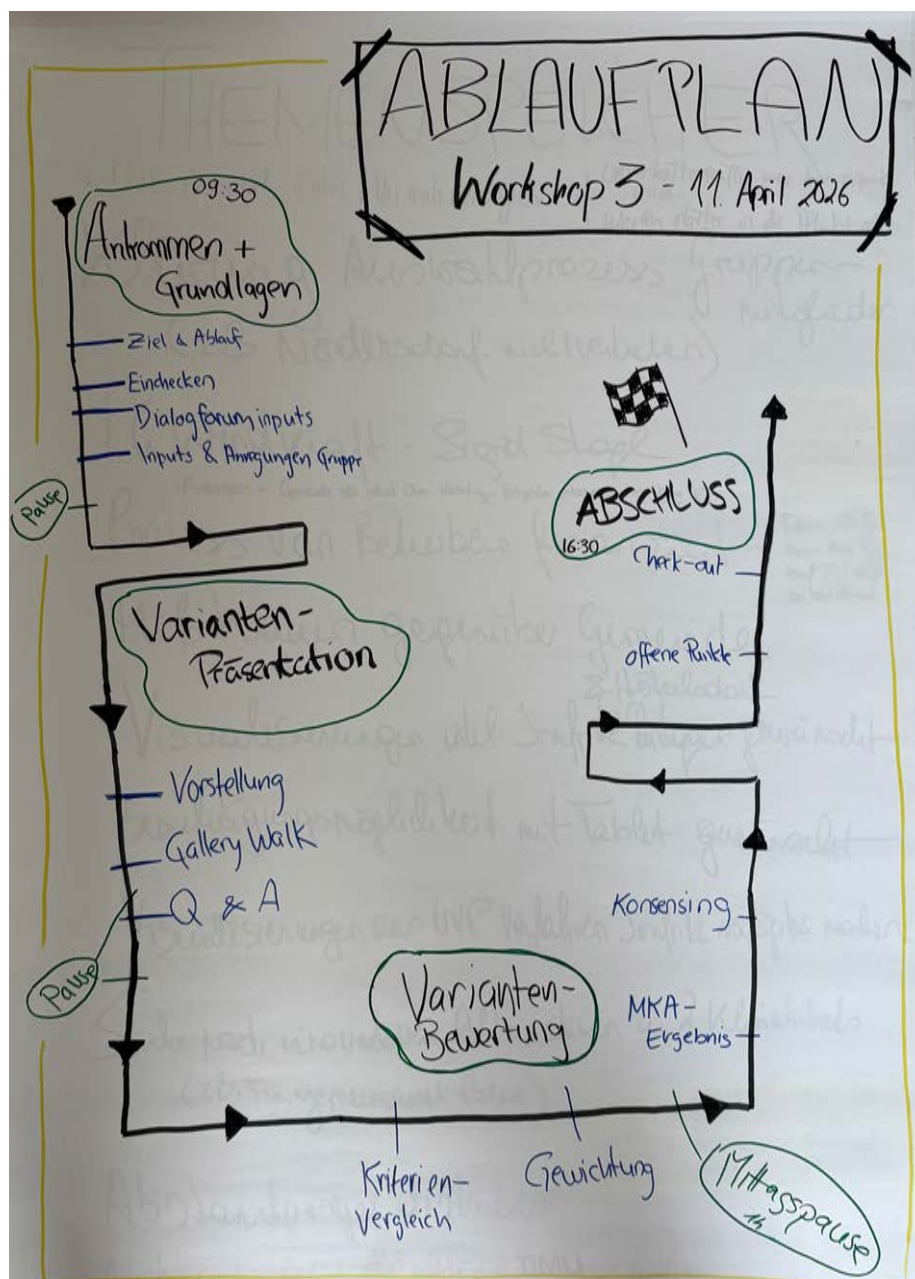 ABLAUFPLAN
Workshop 3 - 11. April 2026
09:30
Ankommen +
Grundlagen
Ziel & Ablauf
Einchecken
Dialogforum inputs
Inputs & Anregungen Gruppe
Pause
Varianten-
Präsentation
Vorstellung
Gallery Walk
Q & A
Pause
Varianten-
Bewertung
Kriterien-
vergleich
Gewichtung
Mittagspause
1h
MKA-
Ergebnis
Konsensing
offene Punkte
Check-out
ABSCHLUSS
16:30